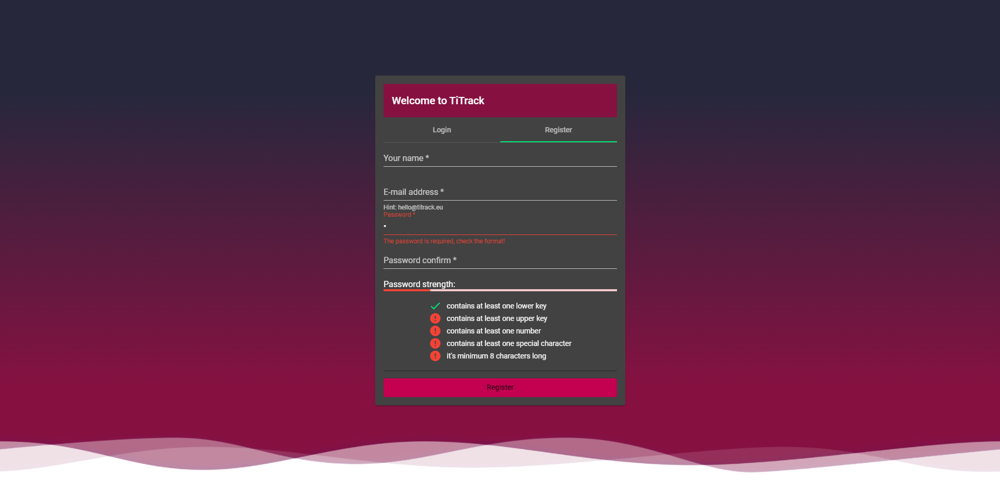 Welcome to TiTrack
Login Register
Your name *
E-mail address *
Hint: hello@titrack.eu
Password *
•
The password is required, check the format!
Password confirm *
Password strength:
contains at least one lower key
contains at least one upper key
contains at least one number
contains at least one special character
it's minimum 8 characters long
Register